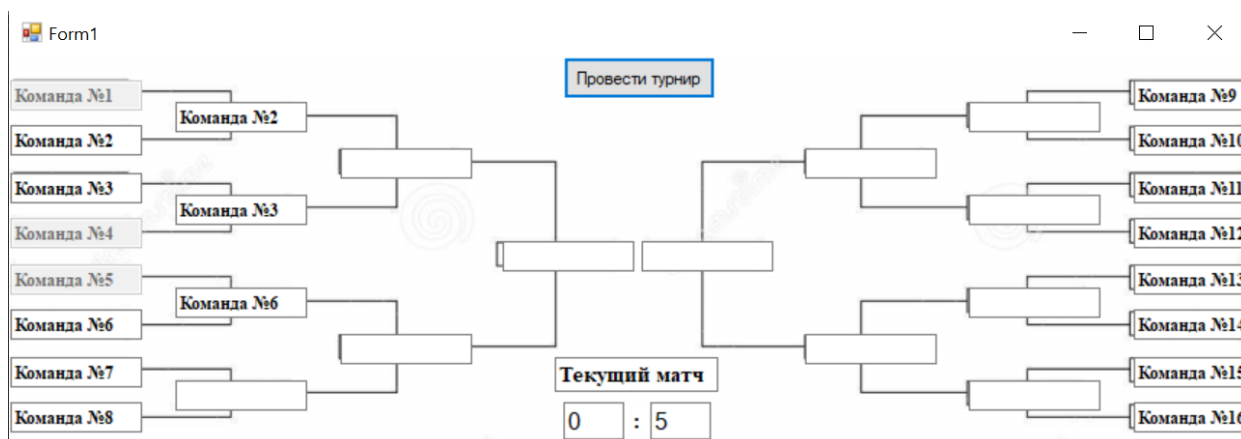 Form1
Провести турнир
Команда №1
Команда №2
Команда №3
Команда №4
Команда №5
Команда №6
Команда №7
Команда №8
Команда №2
Команда №3
Команда №6
Текущий матч
0 : 5
Команда №9
Команда №10
Команда №11
Команда №12
Команда №13
Команда №14
Команда №15
Команда №16